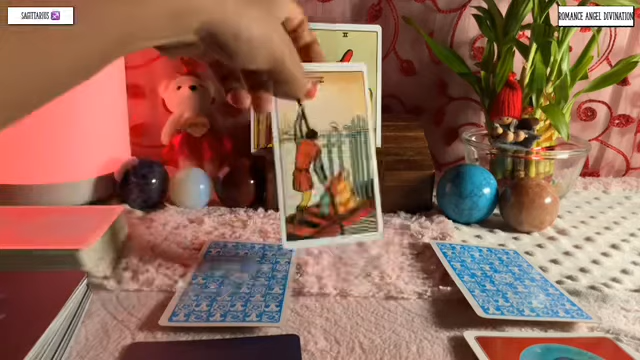 SAGITTARIUS ♐
ROMANCE ANGEL DIVINATION
II